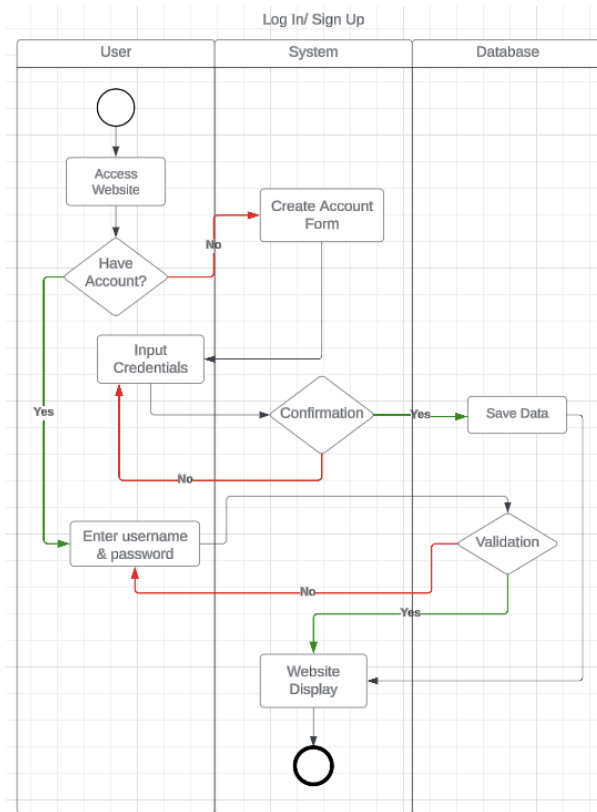 Log In/ Sign Up
User
System
Database
Access
Website
Create Account
Form
No
Have
Account?
Input
Credentials
Yes
Confirmation
Yes
Save Data
No
Enter username
& password
Validation
No
Yes
Website
Display